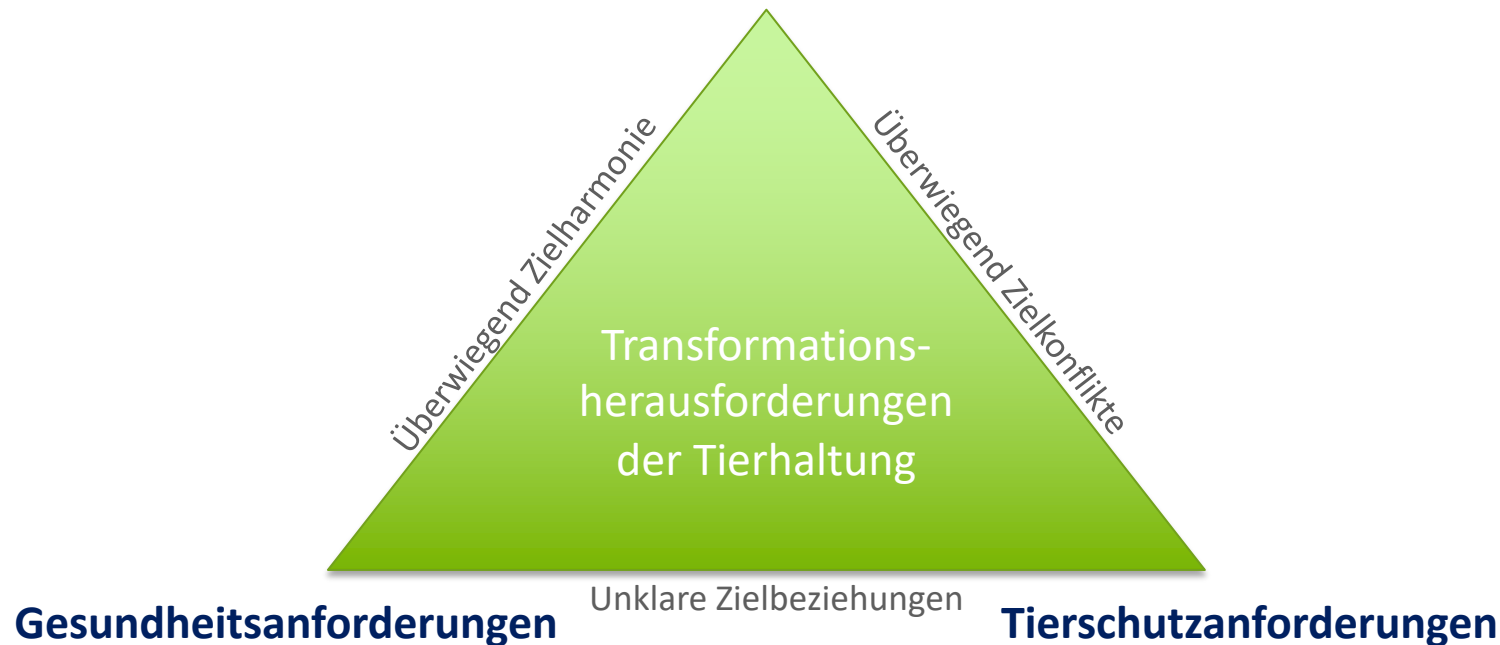 Überwiegend Zielharmonie
Überwiegend Zielkonflikte
Transformations-
herausforderungen
der Tierhaltung
Unklare Zielbeziehungen
Gesundheitsanforderungen
Tierschutzanforderungen